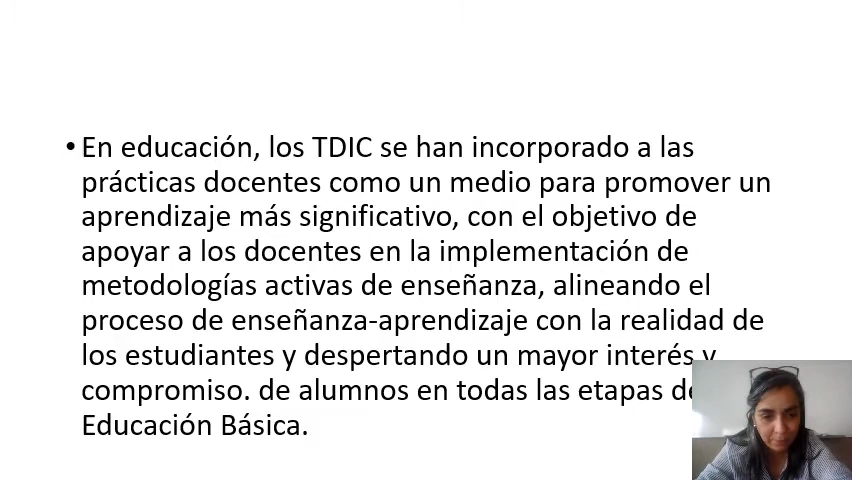 • En educación, los TDIC se han incorporado a las
prácticas docentes como un medio para promover un
aprendizaje más significativo, con el objetivo de
apoyar a los docentes en la implementación de
metodologías activas de enseñanza, alineando el
proceso de enseñanza-aprendizaje con la realidad de
los estudiantes y despertando un mayor interés y
compromiso. de alumnos en todas las etapas de
Educación Básica.